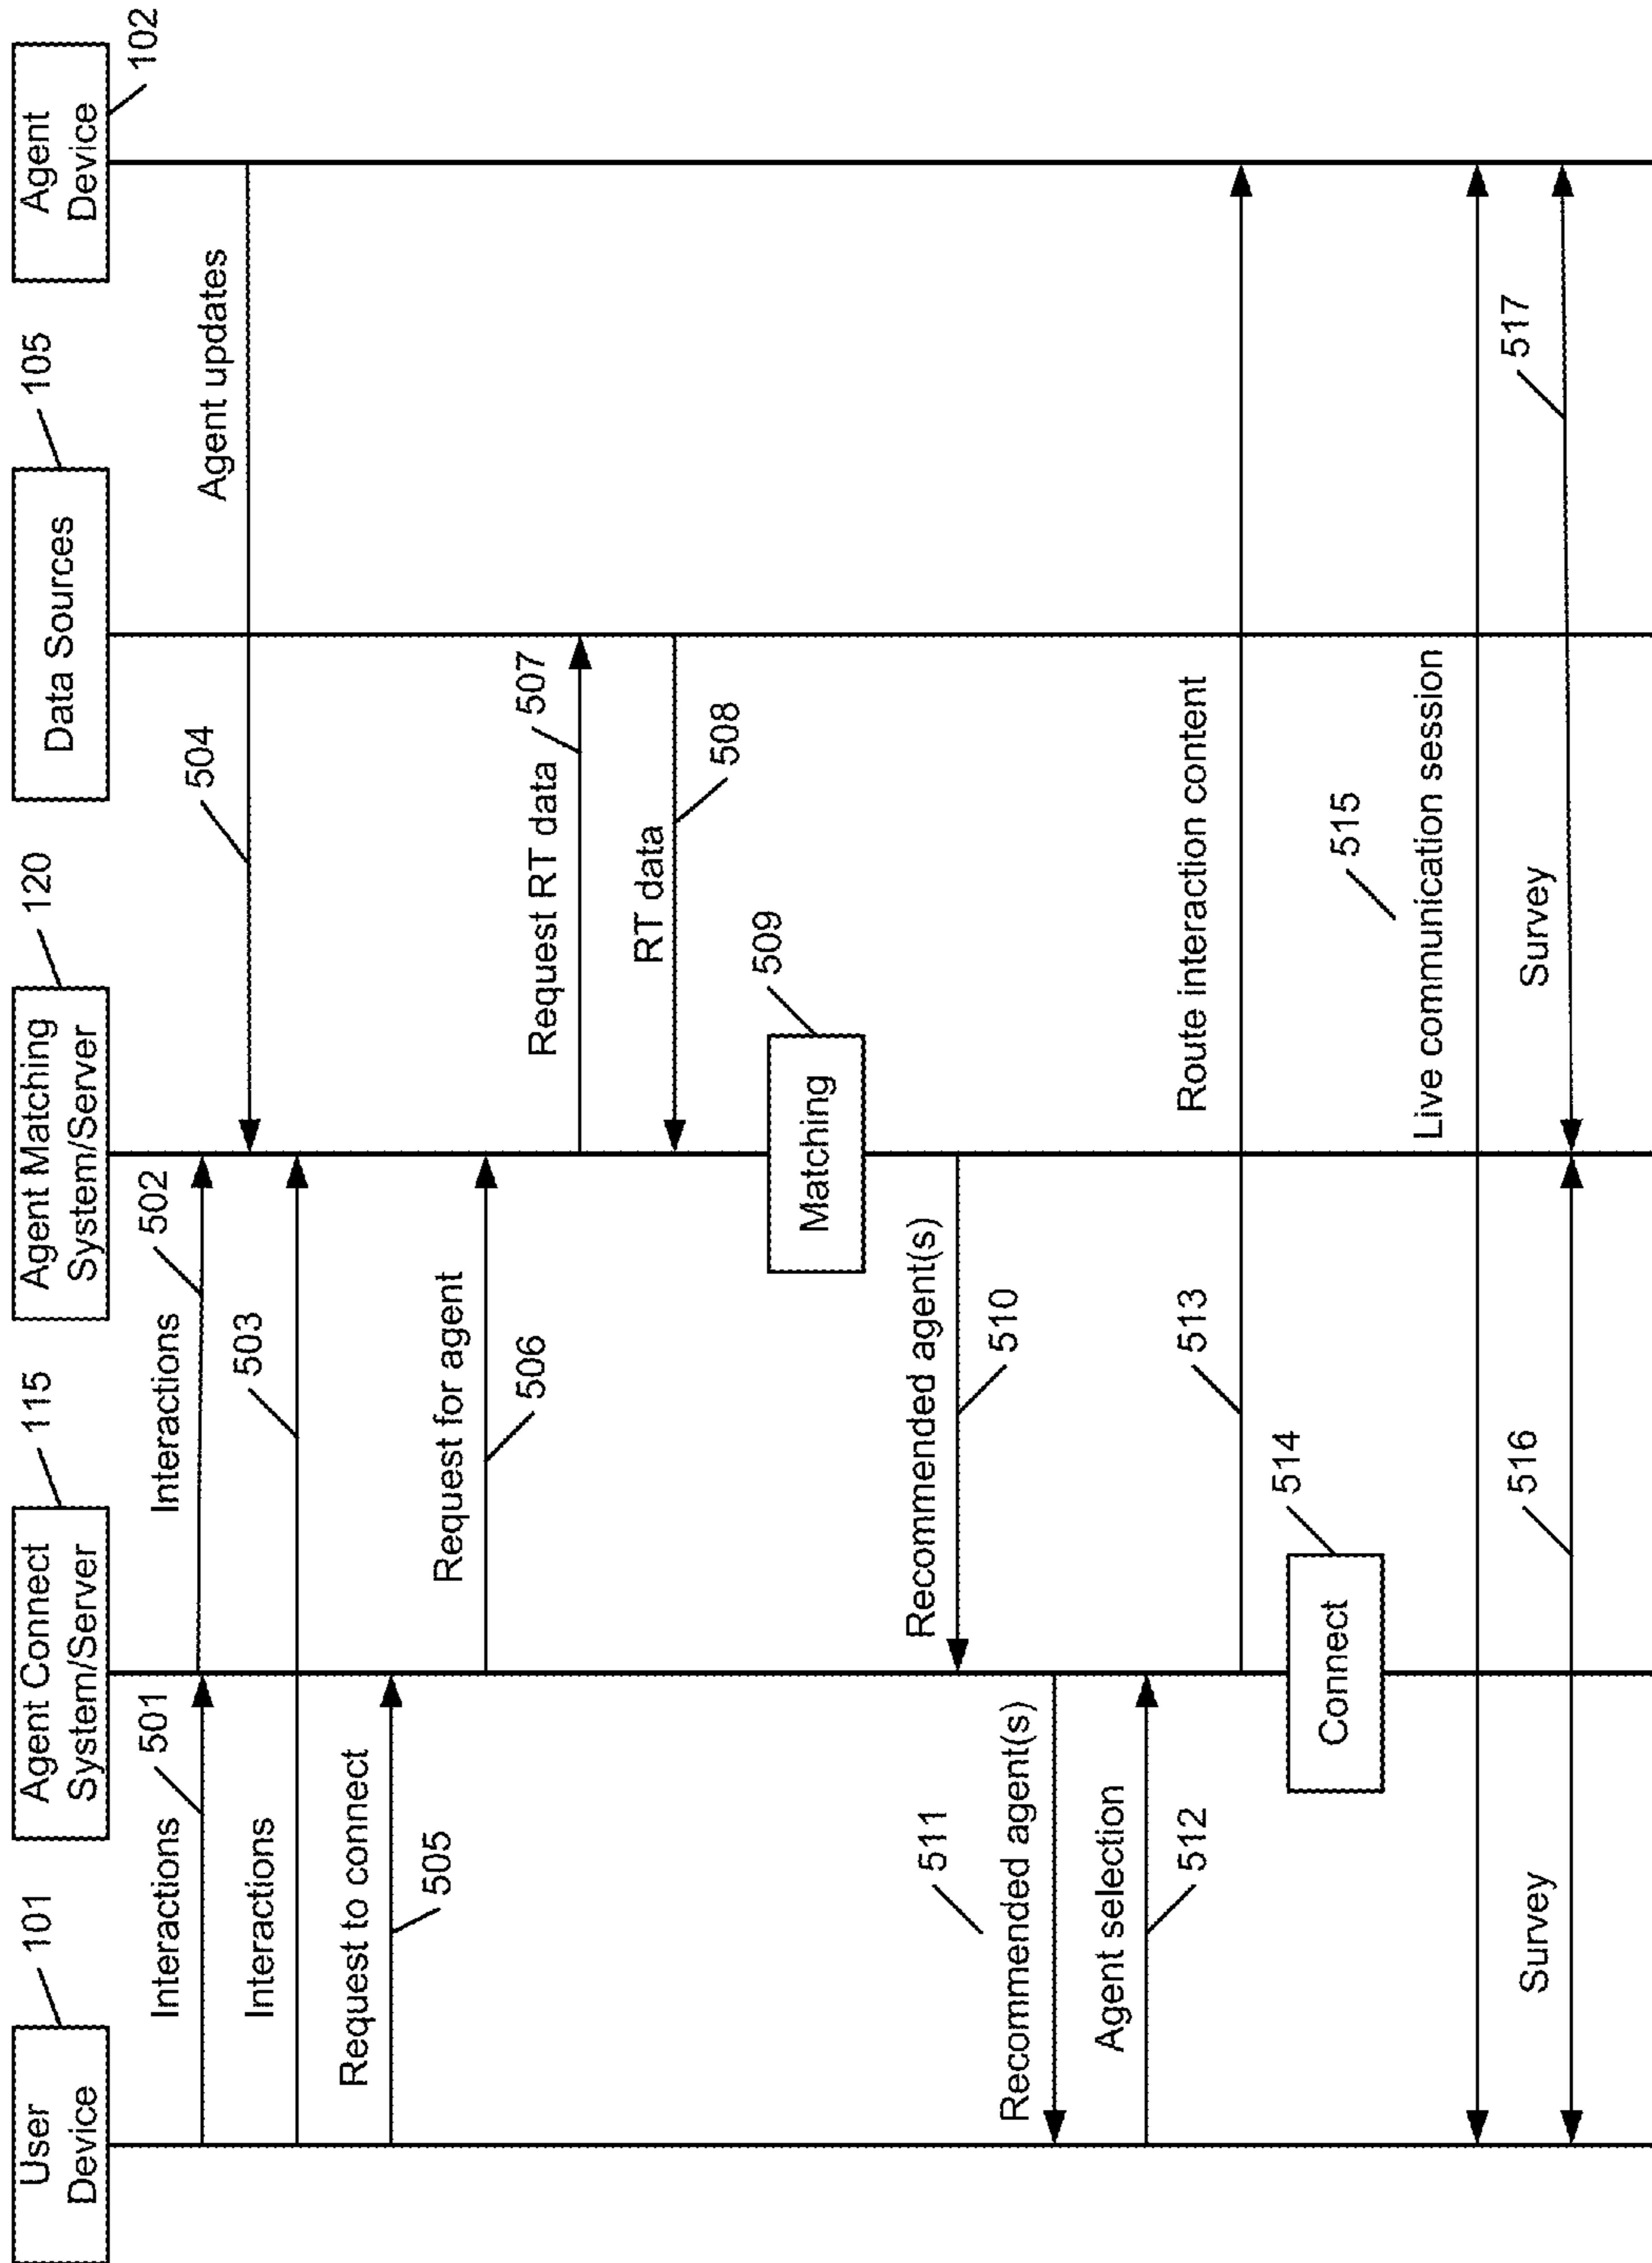 User
Device
101
Agent Connect
System/Server
115
Agent Matching
System/Server
120
Data Sources
105
Agent
Device
102
Interactions
501
Interactions
502
Agent updates
504
Interactions
503
Request to connect
505
Request for agent
506
Request RT data
507
RT data
508
Matching
509
Recommended agent(s)
510
Recommended agent(s)
511
Agent selection
512
Route interaction content
513
Connect
514
Live communication session
515
Survey
516
Survey
517